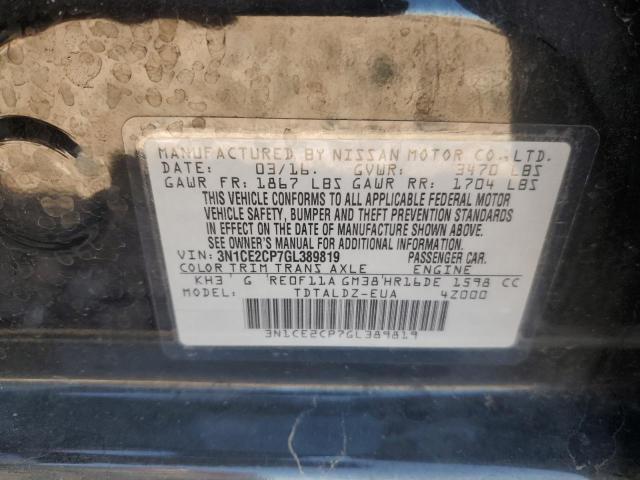 MANUFACTURED BY NISSAN MOTOR CO., LTD.
DATE: 03/16. GVWR: 3470 LBS
GAWR FR: 1867 LBS GAWR RR: 1704 LBS
THIS VEHICLE CONFORMS TO ALL APPLICABLE FEDERAL MOTOR
VEHICLE SAFETY, BUMPER AND THEFT PREVENTION STANDARDS
IN EFFECT ON THE DATE OF MANUFACTURE SHOWN ABOVE.
SEE OWNER'S MANUAL FOR ADDITIONAL INFORMATION.
VIN: 3N1CE2CP7GL389819 PASSENGER CAR.
COLOR TRIM TRANS AXLE ENGINE
KH3 ' G 'RE0F11A GM38'HR16DE 1598 CC
MODEL: TDTALDZ-EUA 4Z000
3N1CE2CP7GL389819